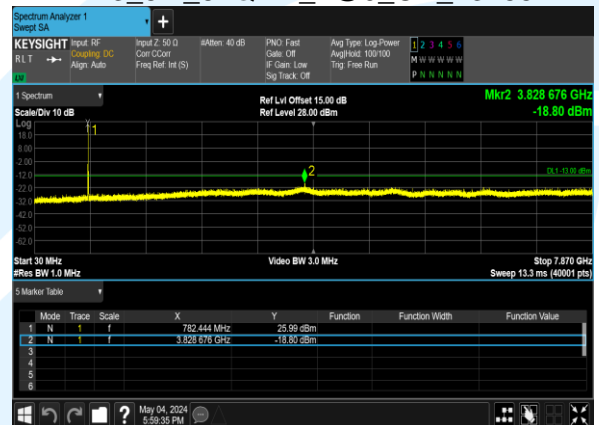 Spectrum Analyzer 1
Swept SA
KEYSIGHT Input: RF Input Z: 50 Ω #Atten: 40 dB PNO: Fast Avg Type: Log-Power 1 2 3 4 5 6
R L T Coupling: DC Corr CCorr Gate: Off Avg|Hold: 100/100 M W W W W W
Align: Auto Freq Ref: Int (S) IF Gain: Low Trig: Free Run
Sig Track: Off P N N N N N
1 Spectrum
Ref Lvl Offset 15.00 dB Mkr2 3.828 676 GHz
Scale/Div 10 dB Ref Level 28.00 dBm -18.80 dBm
Log
1
18.0
8.00
-2.00
-12.0
2
DL1 -13.00 dBm
-22.0
-32.0
-42.0
-52.0
-62.0
Start 30 MHz Video BW 3.0 MHz Stop 7.870 GHz
#Res BW 1.0 MHz Sweep 13.3 ms (40001 pts)
5 Marker Table
Mode Trace Scale X Y Function Function Width Function Value
1 N 1 f 782.444 MHz 25.99 dBm
2 N 1 f 3.828 676 GHz -18.80 dBm
3
4
5
6
? May 04, 2024
5:59:35 PM